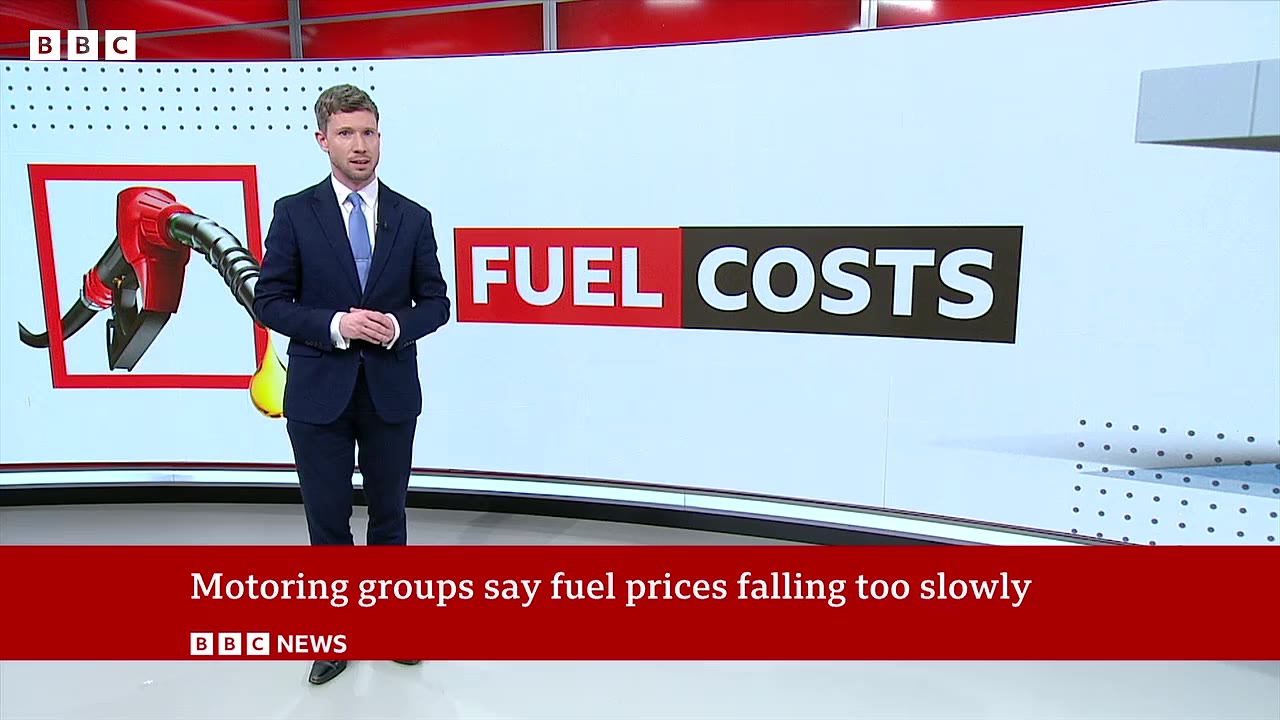 BBC
FUEL COSTS
Motoring groups say fuel prices falling too slowly
BBC NEWS